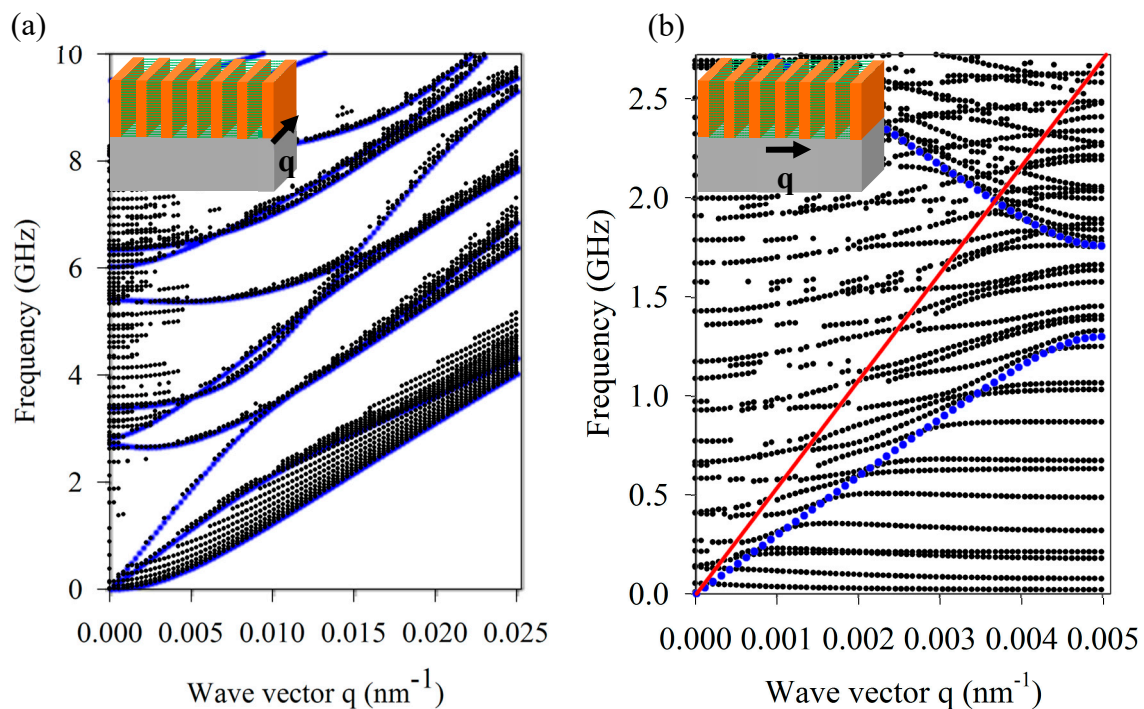 (a)
10
8
6
4
2
0
Frequency (GHz)
q
0.000 0.005 0.010 0.015 0.020 0.025
Wave vector q (nm⁻¹)
(b)
2.5
2.0
1.5
1.0
0.5
0.0
Frequency (GHz)
q
0.000 0.001 0.002 0.003 0.004 0.005
Wave vector q (nm⁻¹)